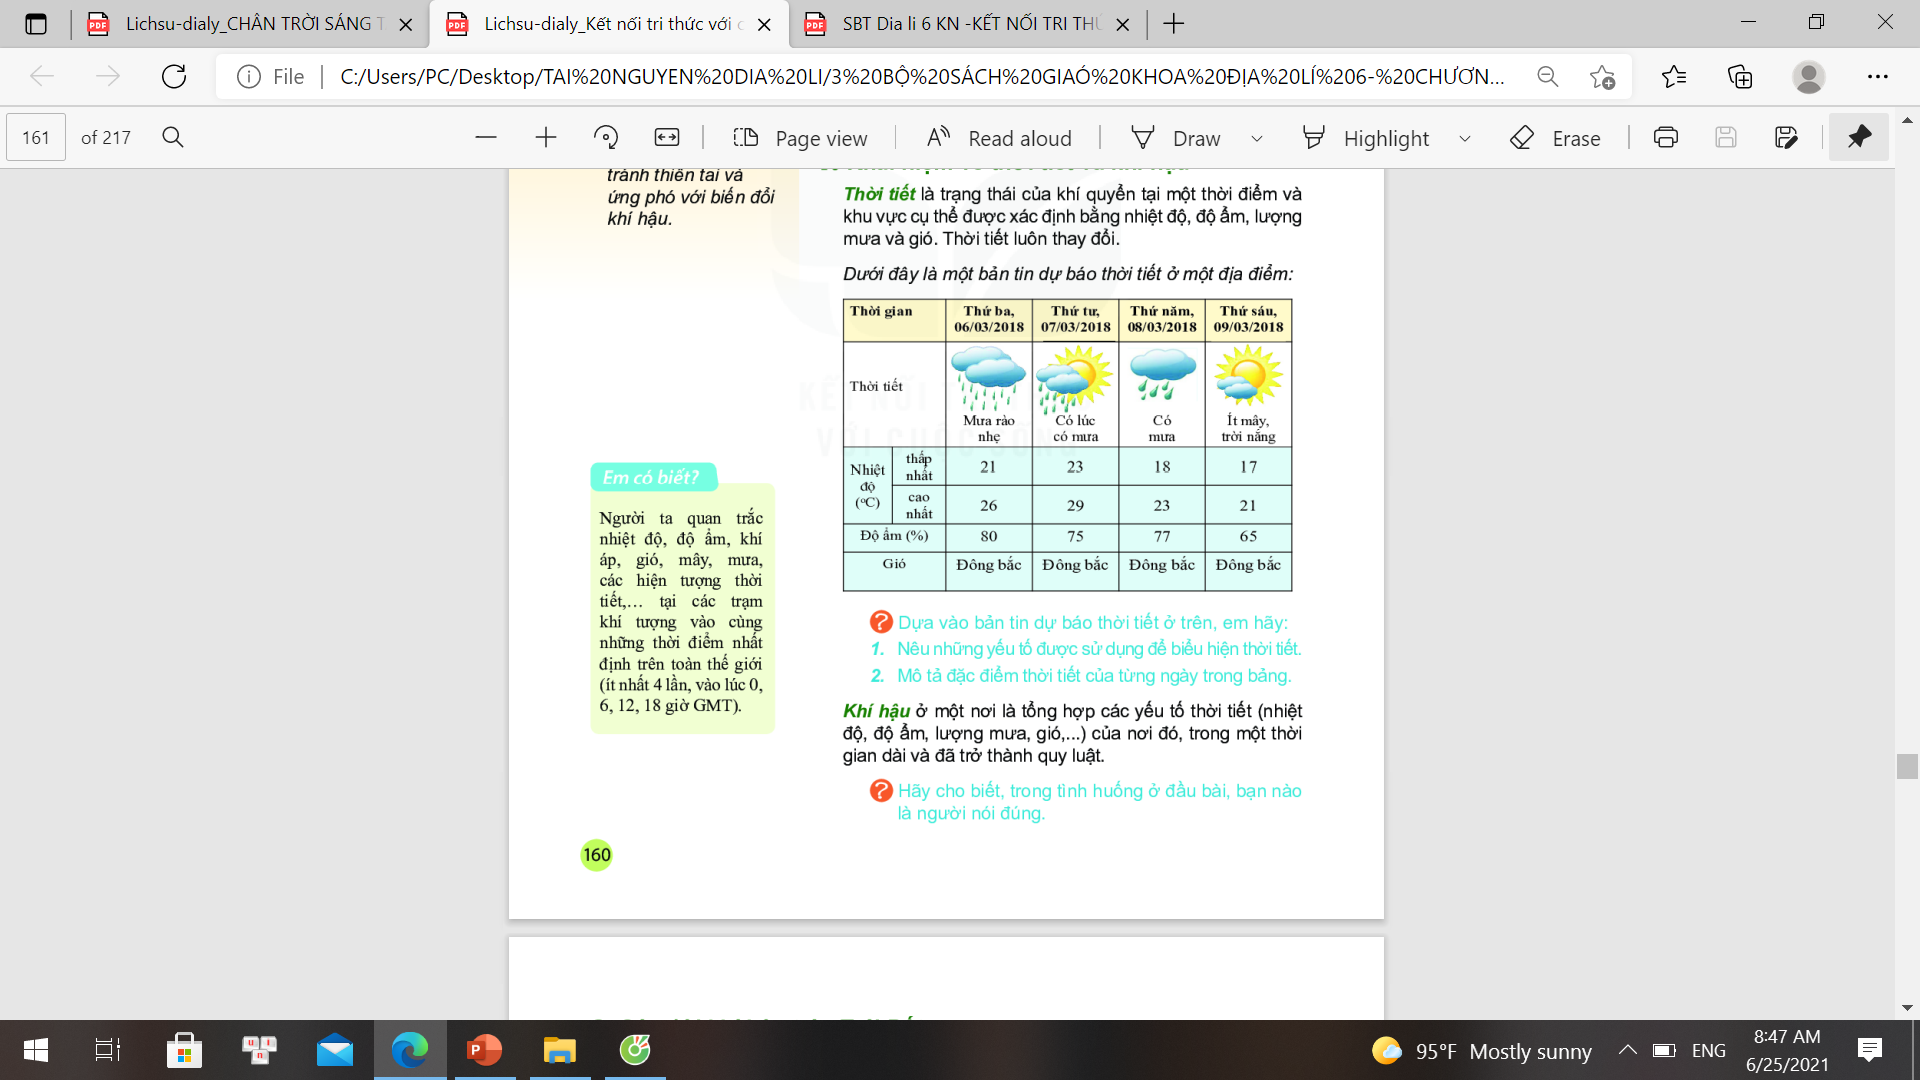 Lichsu-dialy_CHÂN TRỜI SÁNG T
Lichsu-dialy_Kết nối tri thức với c
SBT Dia li 6 KN -KẾT NỐI TRI THỨ
File
C:/Users/PC/Desktop/TAI%20NGUYEN%20DIA%20LI/3%20BỘ%20SÁCH%20GIAÓ%20KHOA%20ĐỊA%20LÍ%206-%20CHƯƠN...
161 of 217
Page view
Read aloud
Draw
Highlight
Erase
tránh thiên tai và
ứng phó với biến đổi
khí hậu.
Em có biết?
Người ta quan trắc
nhiệt độ, độ ẩm, khí
áp, gió, mây, mưa,
các hiện tượng thời
tiết,... tại các trạm
khí tượng vào cùng
những thời điểm nhất
định trên toàn thế giới
(ít nhất 4 lần, vào lúc 0,
6, 12, 18 giờ GMT).
Thời tiết là trạng thái của khí quyển tại một thời điểm và
khu vực cụ thể được xác định bằng nhiệt độ, độ ẩm, lượng
mưa và gió. Thời tiết luôn thay đổi.
Dưới đây là một bản tin dự báo thời tiết ở một địa điểm:
Thời gian
Thứ ba, 06/03/2018
Thứ tư, 07/03/2018
Thứ năm, 08/03/2018
Thứ sáu, 09/03/2018
Thời tiết
Mưa rào nhẹ
Có lúc có mưa
Có mưa
Ít mây, trời nắng
Nhiệt độ (°C)
thấp nhất 21 23 18 17
cao nhất 26 29 23 21
Độ ẩm (%) 80 75 77 65
Gió Đông bắc Đông bắc Đông bắc Đông bắc
? Dựa vào bản tin dự báo thời tiết ở trên, em hãy:
1. Nêu những yếu tố được sử dụng để biểu hiện thời tiết.
2. Mô tả đặc điểm thời tiết của từng ngày trong bảng.
Khí hậu ở một nơi là tổng hợp các yếu tố thời tiết (nhiệt
độ, độ ẩm, lượng mưa, gió,...) của nơi đó, trong một thời
gian dài và đã trở thành quy luật.
? Hãy cho biết, trong tình huống ở đầu bài, bạn nào
là người nói đúng.
160
95°F Mostly sunny
ENG
8:47 AM
6/25/2021